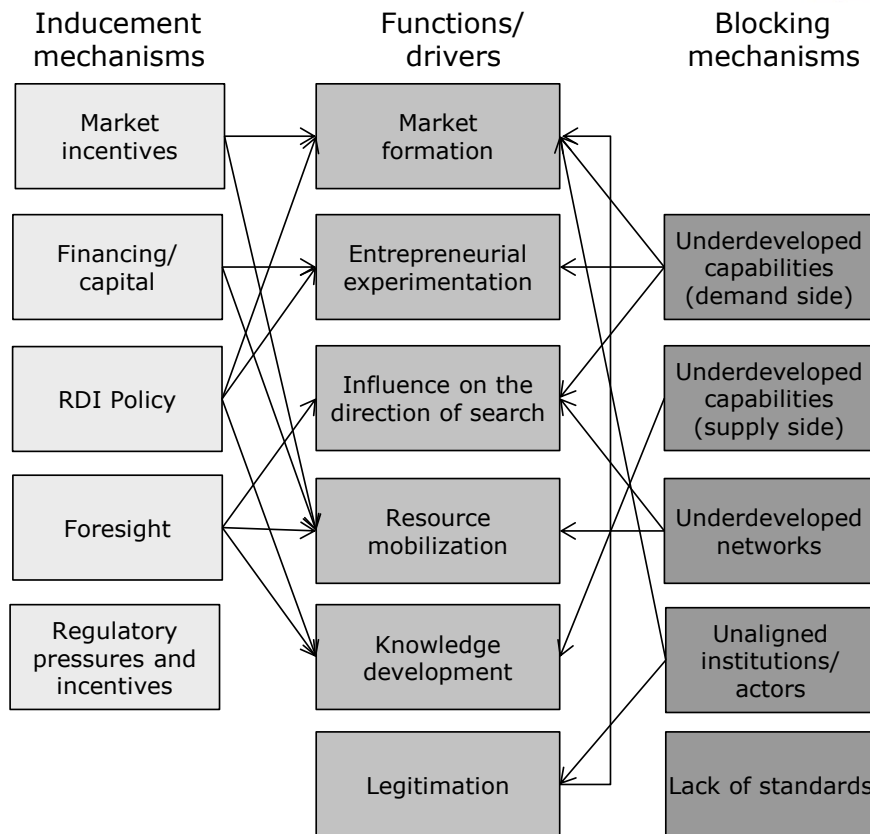 Inducement
mechanisms
Functions/
drivers
Blocking
mechanisms
Market
incentives
Market
formation
Financing/
capital
Entrepreneurial
experimentation
Underdeveloped
capabilities
(demand side)
RDI Policy
Influence on the
direction of search
Underdeveloped
capabilities
(supply side)
Foresight
Resource
mobilization
Underdeveloped
networks
Regulatory
pressures and
incentives
Knowledge
development
Unaligned
institutions/
actors
Legitimation
Lack of standards